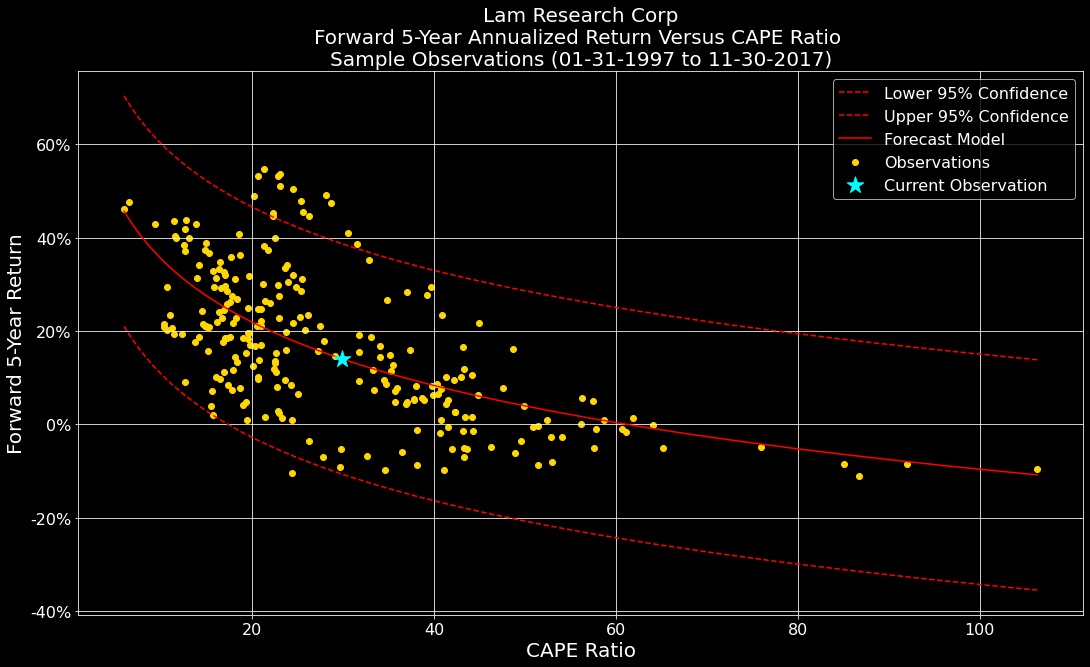 Lam Research Corp
Forward 5-Year Annualized Return Versus CAPE Ratio
Sample Observations (01-31-1997 to 11-30-2017)
Lower 95% Confidence
Upper 95% Confidence
Forecast Model
Observations
Current Observation
Forward 5-Year Return
60%
40%
20%
0%
-20%
-40%
20
40
60
80
100
CAPE Ratio